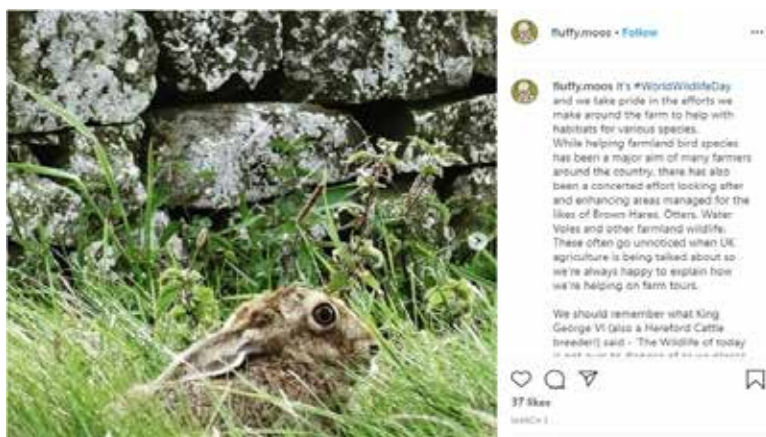 fluffy.moos • Follow
fluffy.moos It's #WorldWildlifeDay
and we take pride in the efforts we
make around the farm to help with
habitats for various species.
While helping farmland bird species
has been a major aim of many farmers
around the country, there has also
been a concerted effort looking after
and enhancing areas managed for the
likes of Brown Hares, Otters, Water
Voles and other farmland wildlife.
These often go unnoticed when UK
agriculture is being talked about so
we're always happy to explain how
we're helping on farm tours.
We should remember what King
George VI (also a Hereford Cattle
breeder!) said - 'The Wildlife of today
37 likes
MARCH 3